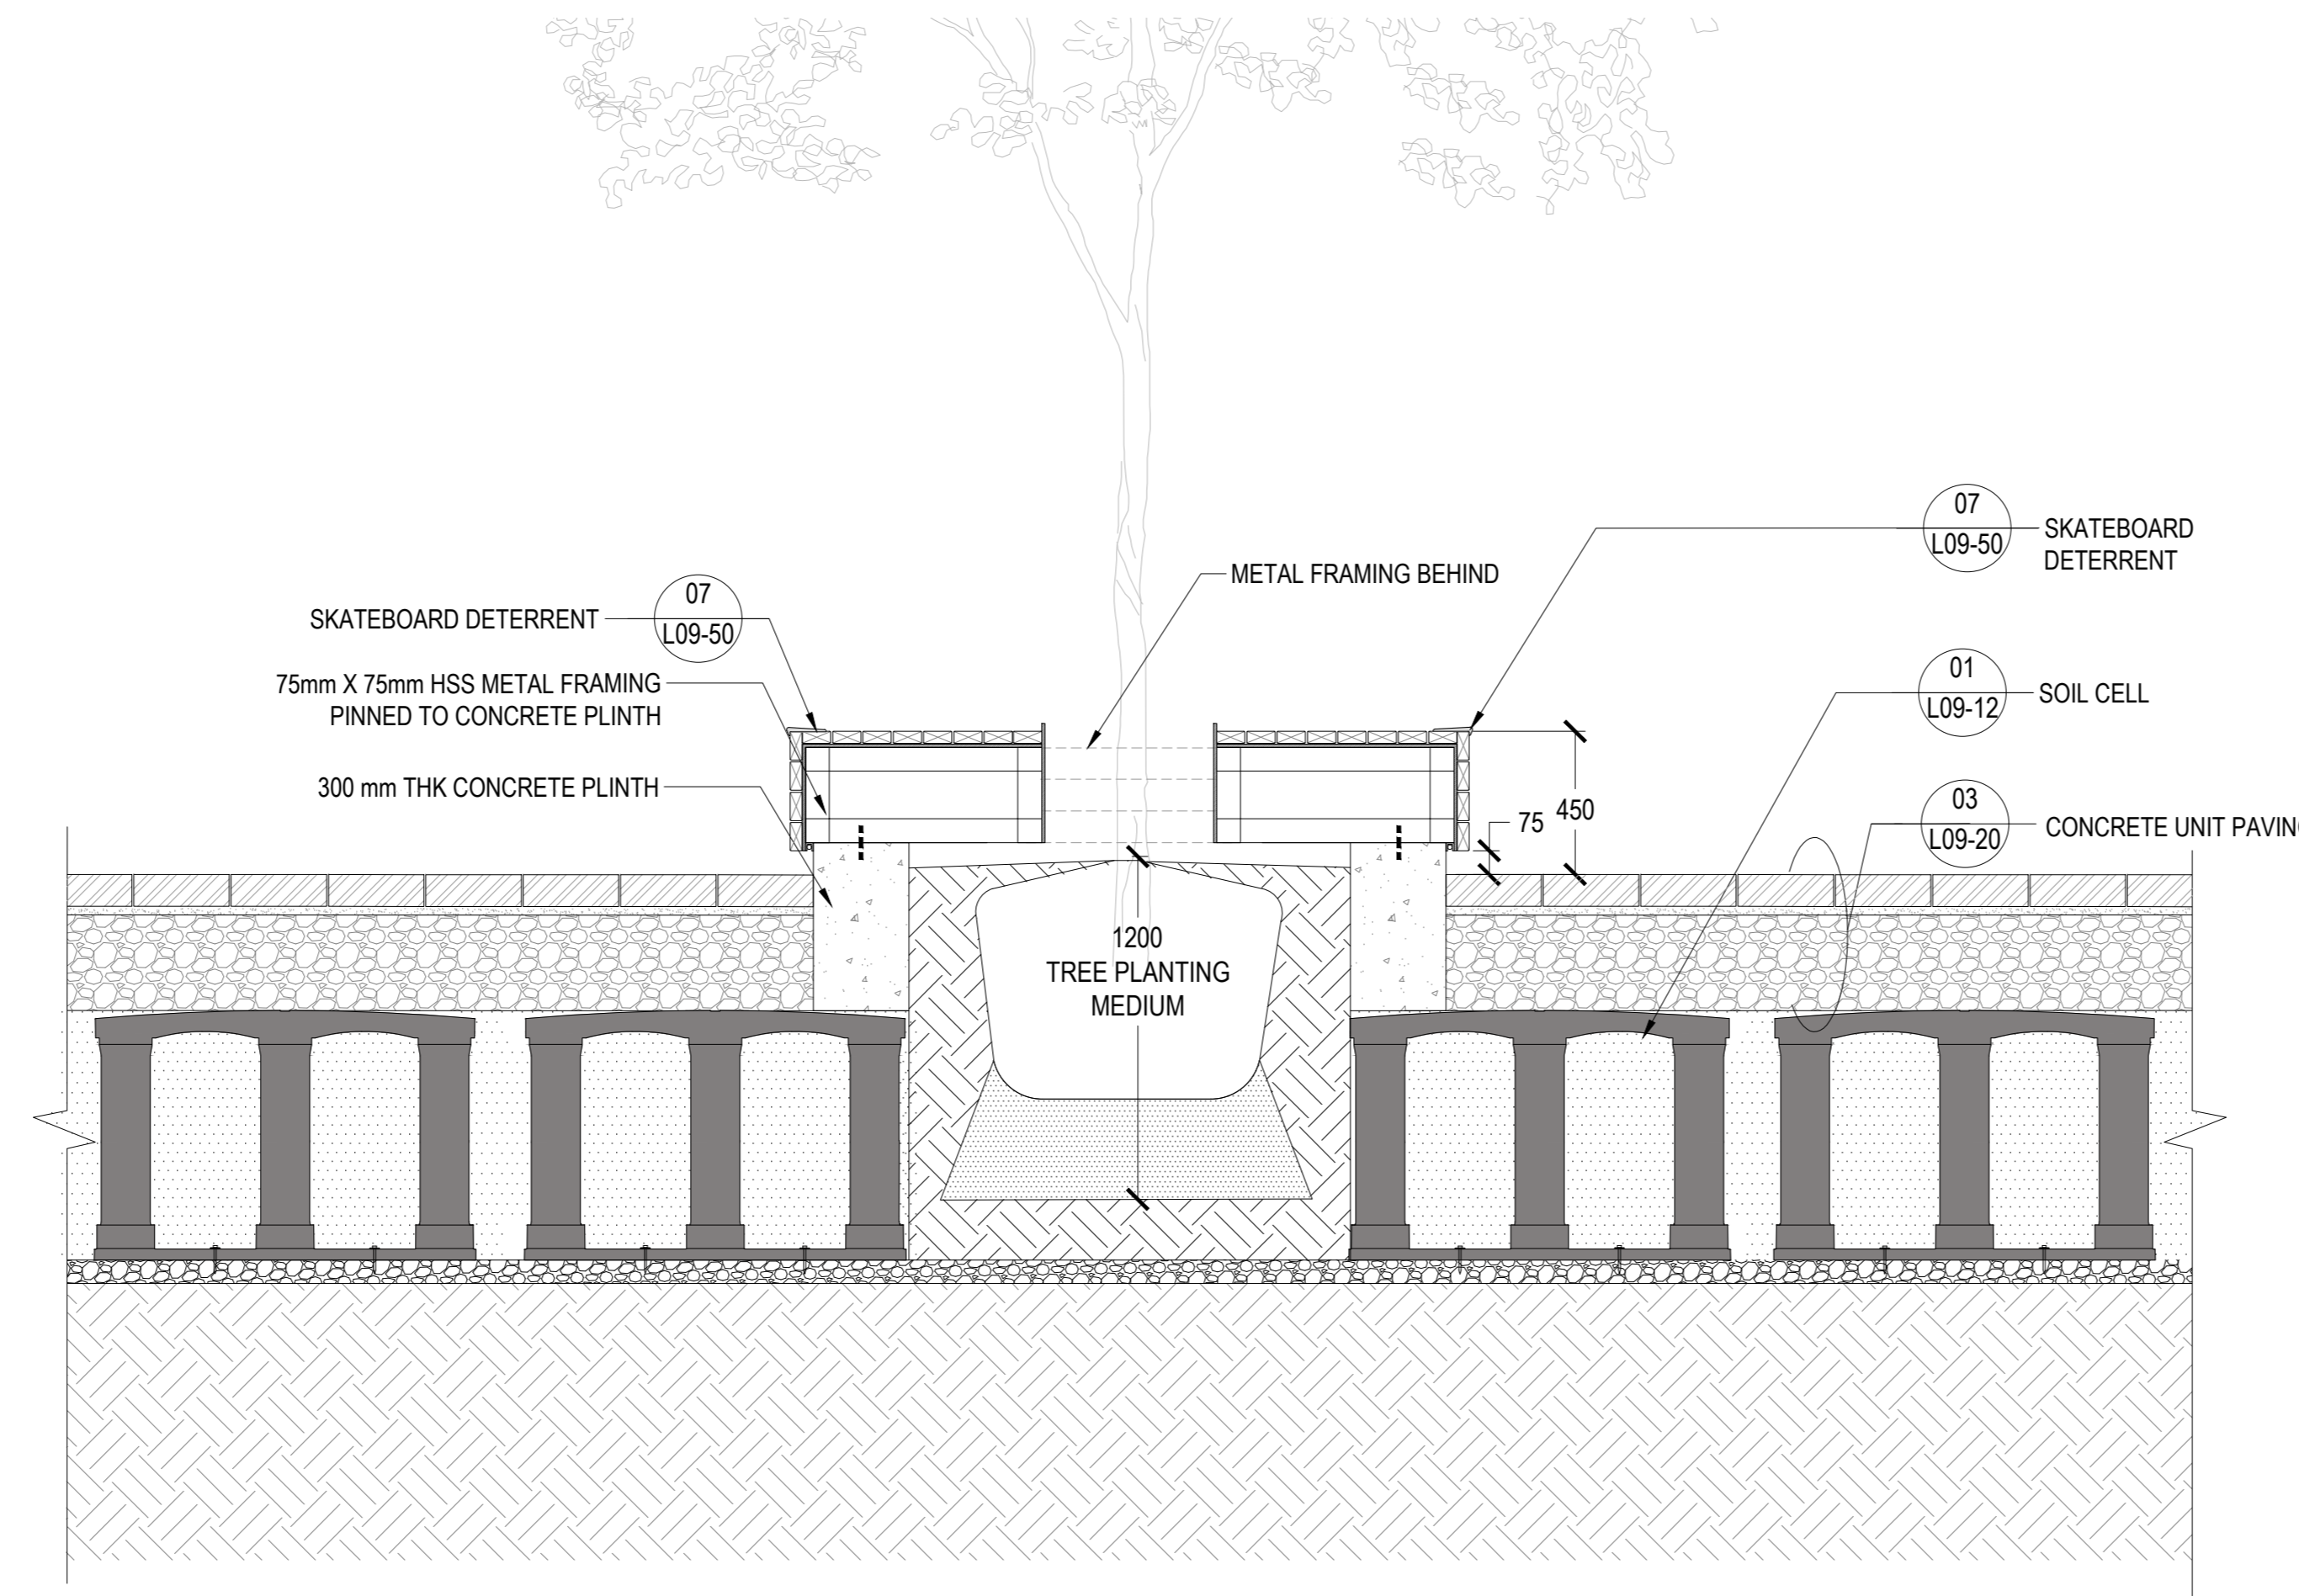 07
L09-50
SKATEBOARD
DETERRENT
METAL FRAMING BEHIND
07
L09-50
SKATEBOARD DETERRENT
75mm X 75mm HSS METAL FRAMING
PINNED TO CONCRETE PLINTH
01
L09-12
SOIL CELL
300 mm THK CONCRETE PLINTH
75
450
03
L09-20
CONCRETE UNIT PAVING
1200
TREE PLANTING
MEDIUM